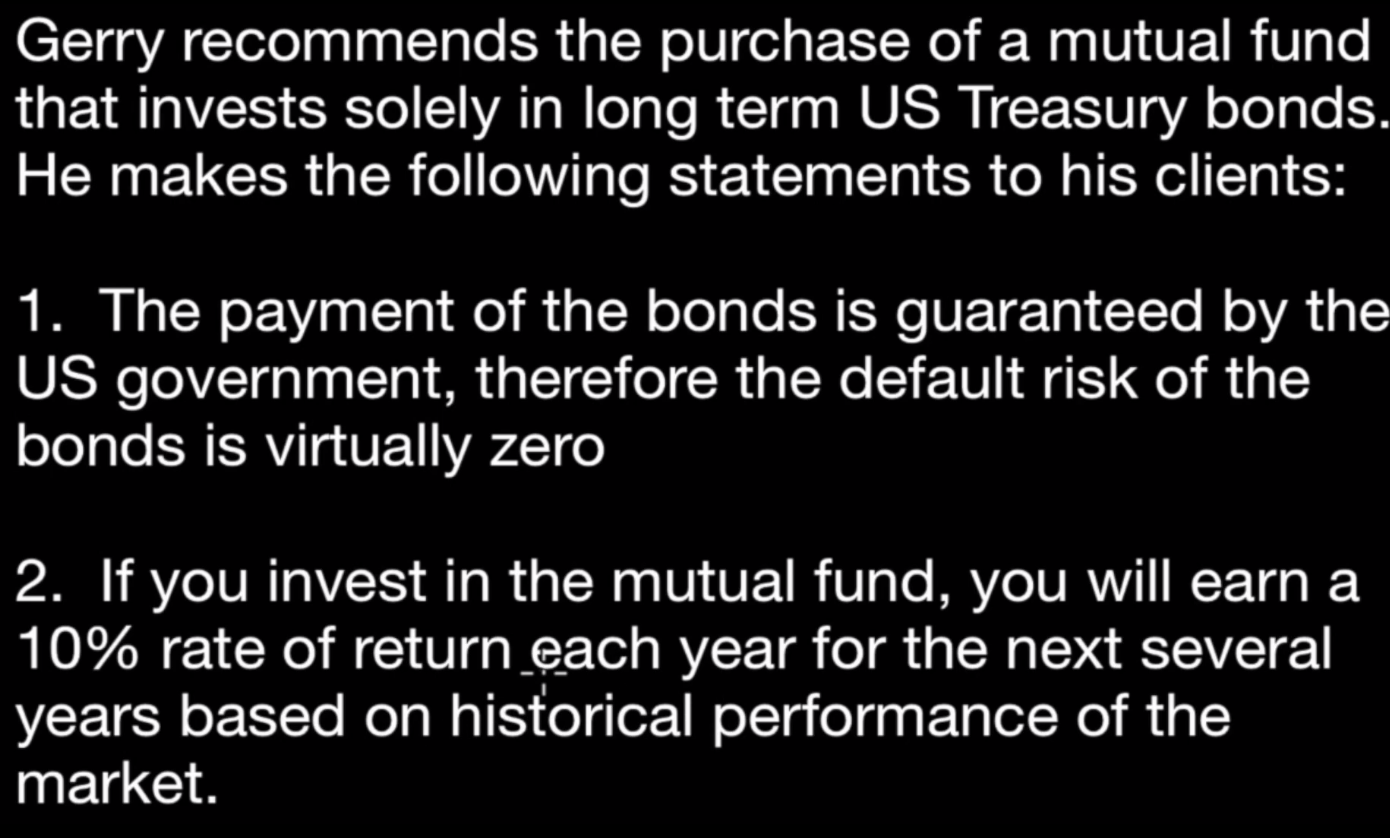 Gerry recommends the purchase of a mutual fund
that invests solely in long term US Treasury bonds.
He makes the following statements to his clients:
1. The payment of the bonds is guaranteed by the
US government, therefore the default risk of the
bonds is virtually zero
2. If you invest in the mutual fund, you will earn a
10% rate of return each year for the next several
years based on historical performance of the
market.